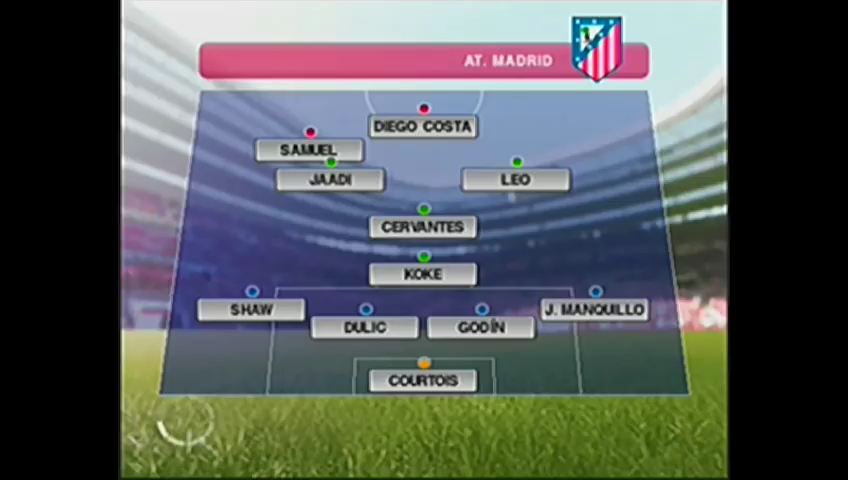 AT. MADRID
DIEGO COSTA
SAMUEL
JAADI
LEO
CERVANTES
KOKE
SHAW
J. MANQUILLO
DULIC
GODÍN
COURTOIS